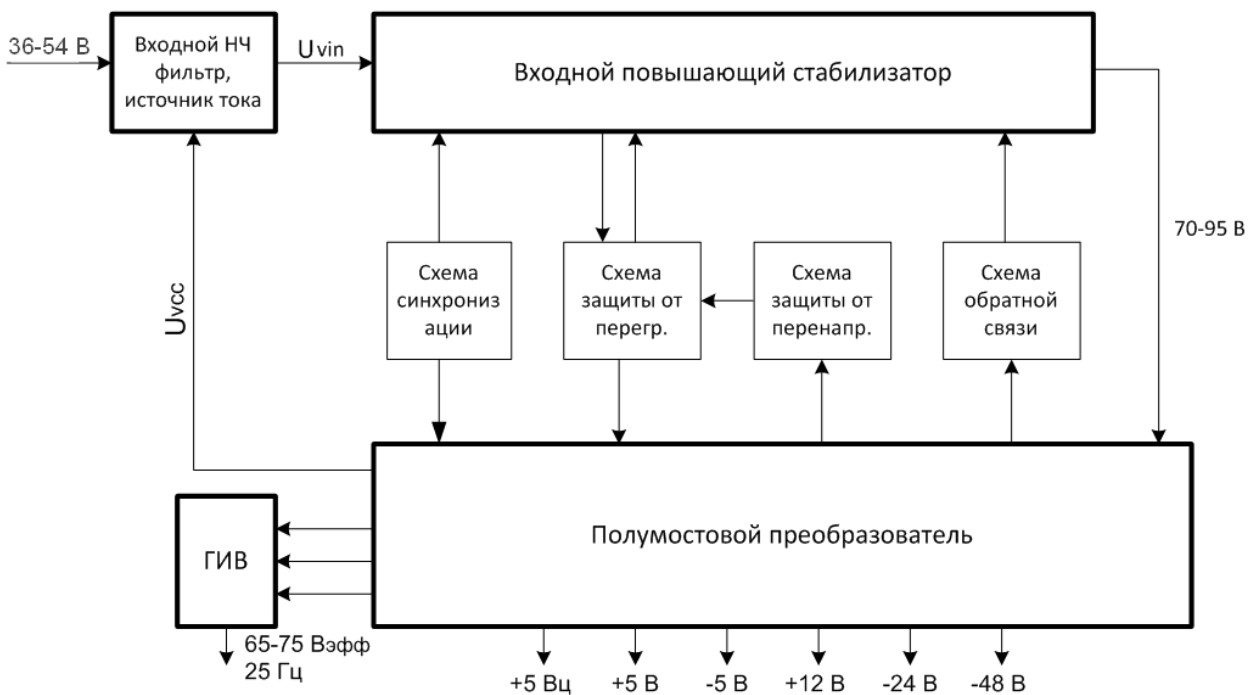 36-54 В
Входной НЧ
фильтр,
источник тока
Uvin
Входной повышающий стабилизатор
70-95 В
Uvcc
Схема
синхрониз
ации
Схема
защиты от
перегр.
Схема
защиты от
перенапр.
Схема
обратной
связи
Полумостовой преобразователь
ГИВ
65-75 Вэфф
25 Гц
+5 Вц
+5 В
-5 В
+12 В
-24 В
-48 В